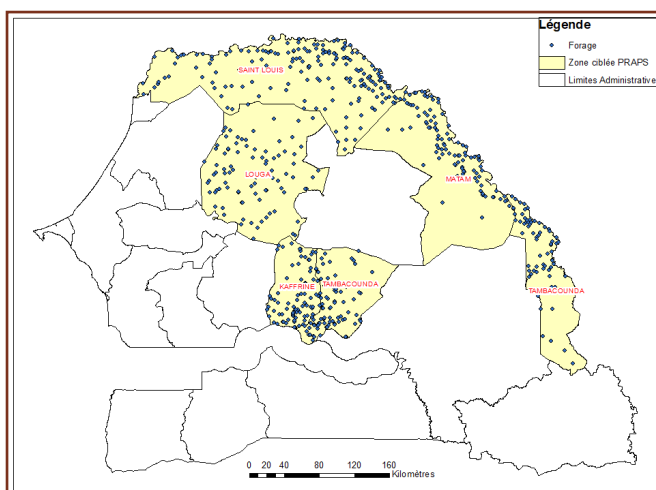 Légende
Forage
Zone ciblée PRAPS
Limites Administrative
SAINT LOUIS
LOUGA
MATAM
KAFFRINE
TAMBACOUNDA
TAMBACOUNDA
0 20 40 80 120 160
Kilomètres